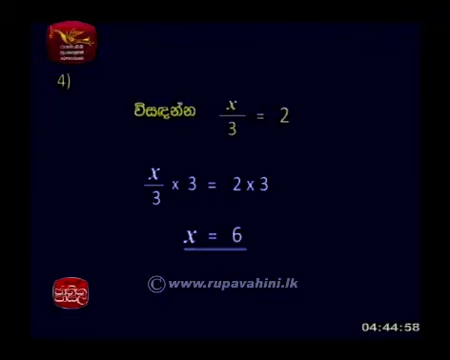 4)
විසඳන්න x/3 = 2
x/3 × 3 = 2 × 3
x = 6
© www.rupavahini.lk
04:44:58